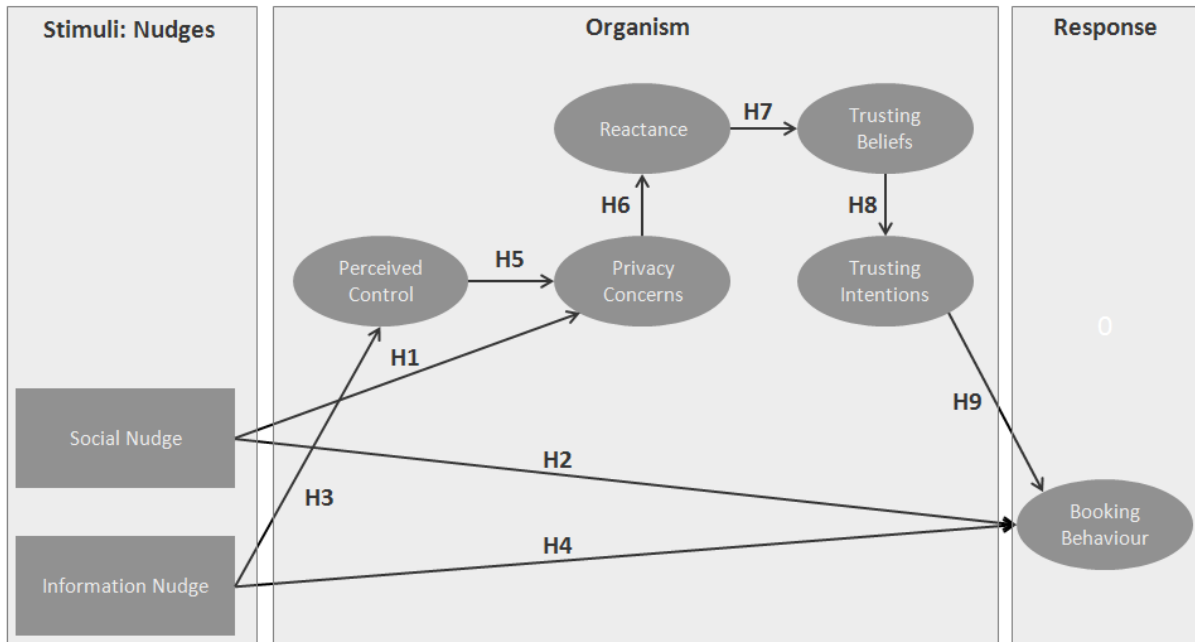 Stimuli: Nudges
Organism
Response
Reactance
H7
Trusting
Beliefs
H6
H8
Perceived
Control
H5
Privacy
Concerns
Trusting
Intentions
0
H1
H9
Social Nudge
H2
H3
Booking
Behaviour
H4
Information Nudge